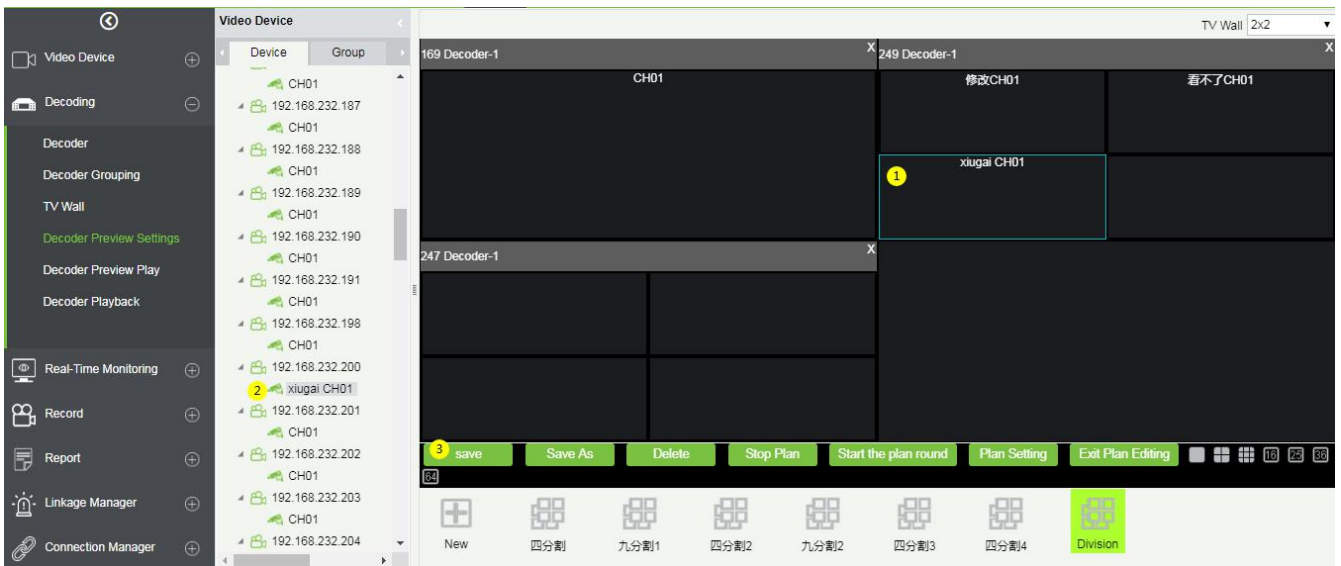 Video Device
Decoding
Decoder
Decoder Grouping
TV Wall
Decoder Preview Settings
Decoder Preview Play
Decoder Playback
Real-Time Monitoring
Record
Report
Linkage Manager
Connection Manager
Video Device
Device Group
CH01
192.168.232.187
CH01
192.168.232.188
CH01
192.168.232.189
CH01
192.168.232.190
CH01
192.168.232.191
CH01
192.168.232.198
CH01
192.168.232.200
2 xiugai CH01
192.168.232.201
CH01
192.168.232.202
CH01
192.168.232.203
CH01
192.168.232.204
TV Wall 2x2
169 Decoder-1 X
CH01
249 Decoder-1 X
修改CH01 看不了CH01
xiugai CH01
1
247 Decoder-1 X
3 save Save As Delete Stop Plan Start the plan round Plan Setting Exit Plan Editing 16 25 36
64
New 四分割 九分割1 四分割2 九分割2 四分割3 四分割4 Division